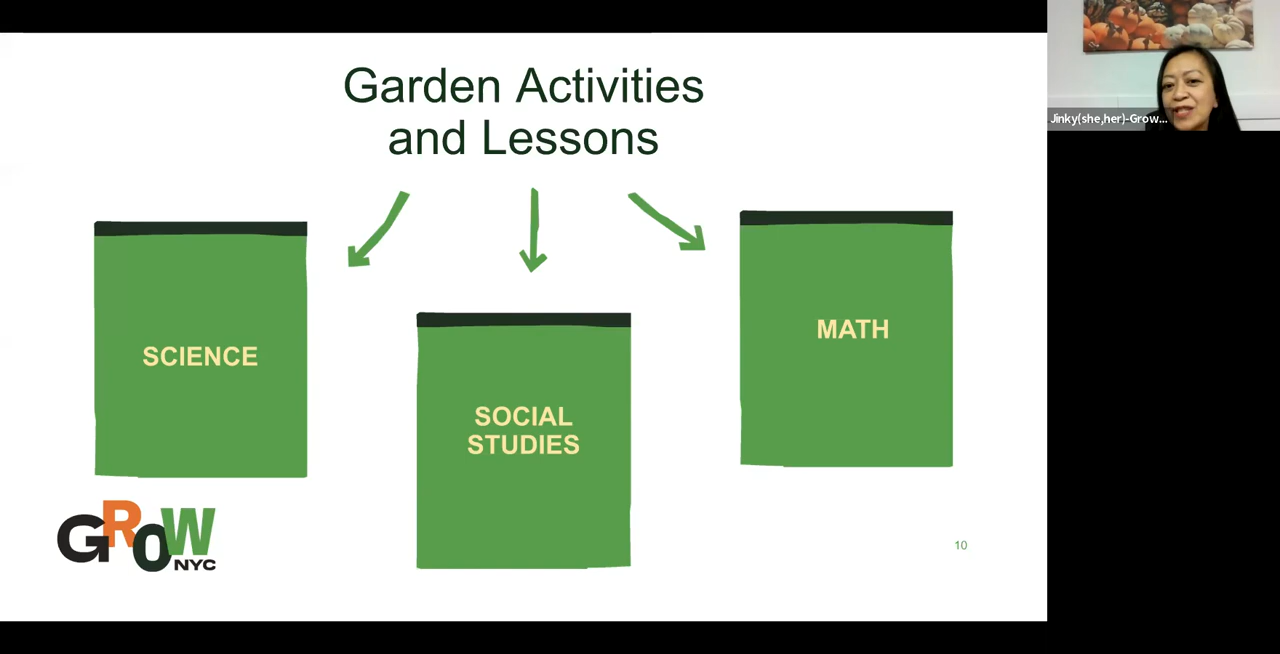 Garden Activities
and Lessons
SCIENCE
SOCIAL
STUDIES
MATH
GROW
NYC
10
Jinky(she,her)-Grow...